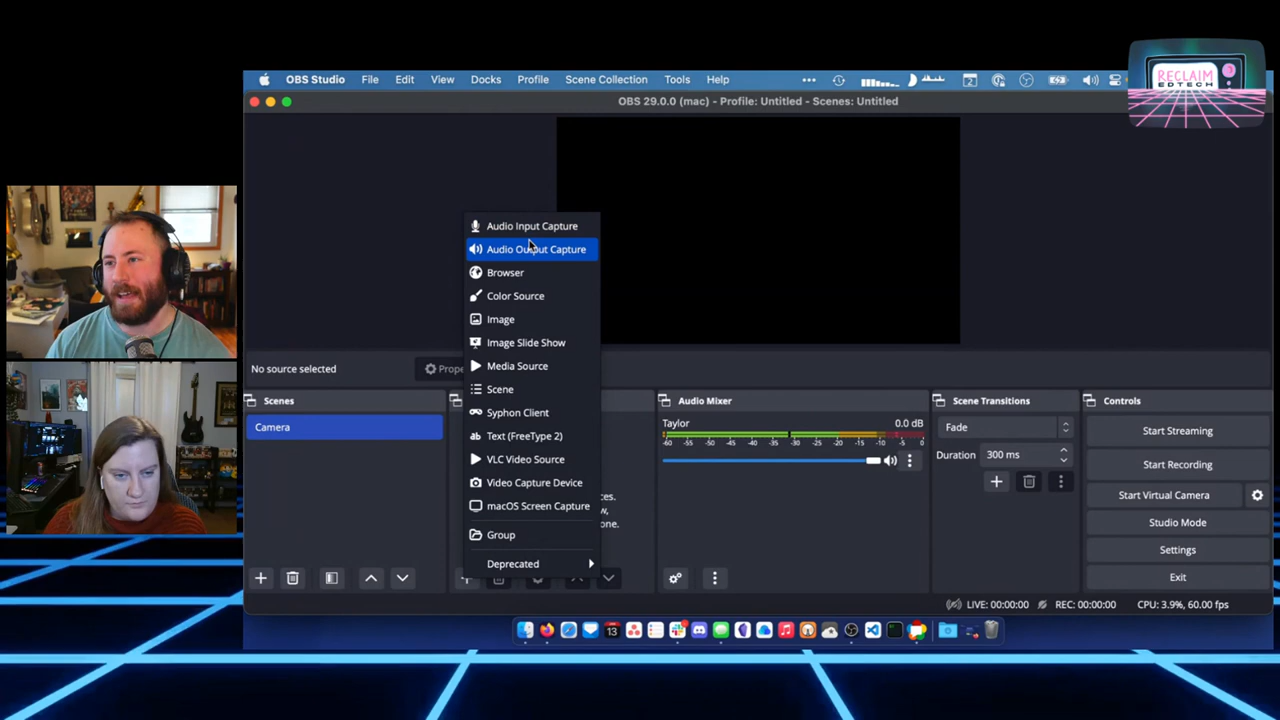 RECLAIM
EDTECH
OBS Studio File Edit View Docks Profile Scene Collection Tools Help
OBS 29.0.0 (mac) - Profile: Untitled - Scenes: Untitled
Audio Input Capture
Audio Output Capture
Browser
Color Source
Image
Image Slide Show
Media Source
Scene
Syphon Client
Text (FreeType 2)
VLC Video Source
Video Capture Device
macOS Screen Capture
Group
Deprecated
No source selected
Prope
Scenes
Camera
ces.
w,
one.
Audio Mixer
Taylor 0.0 dB
-60 -55 -50 -45 -40 -35 -30 -25 -20 -15 -10 -5 0
Scene Transitions
Fade
Duration 300 ms
Controls
Start Streaming
Start Recording
Start Virtual Camera
Studio Mode
Settings
Exit
LIVE: 00:00:00 REC: 00:00:00 CPU: 3.9%, 60.00 fps
13